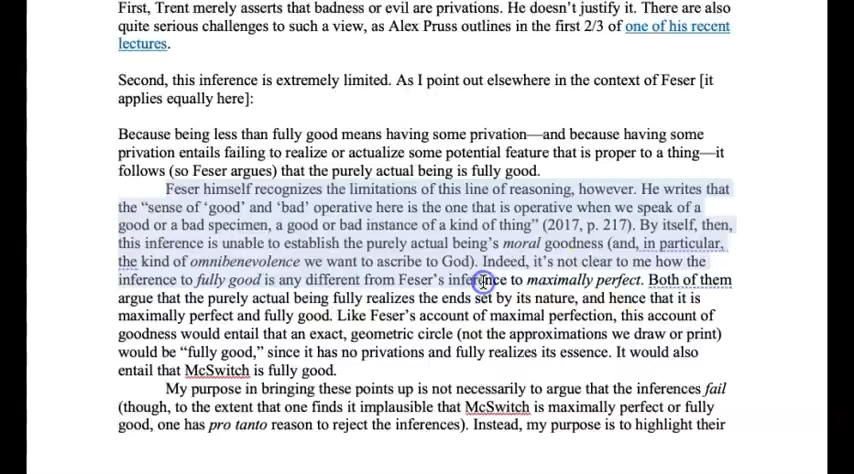 First, Trent merely asserts that badness or evil are privations. He doesn't justify it. There are also
quite serious challenges to such a view, as Alex Pruss outlines in the first 2/3 of one of his recent
lectures.
Second, this inference is extremely limited. As I point out elsewhere in the context of Feser [it
applies equally here]:
Because being less than fully good means having some privation—and because having some
privation entails failing to realize or actualize some potential feature that is proper to a thing—it
follows (so Feser argues) that the purely actual being is fully good.
Feser himself recognizes the limitations of this line of reasoning, however. He writes that
the “sense of ‘good’ and ‘bad’ operative here is the one that is operative when we speak of a
good or a bad specimen, a good or bad instance of a kind of thing” (2017, p. 217). By itself, then,
this inference is unable to establish the purely actual being's moral goodness (and, in particular,
the kind of omnibenevolence we want to ascribe to God). Indeed, it's not clear to me how the
inference to fully good is any different from Feser's inference to maximally perfect. Both of them
argue that the purely actual being fully realizes the ends set by its nature, and hence that it is
maximally perfect and fully good. Like Feser's account of maximal perfection, this account of
goodness would entail that an exact, geometric circle (not the approximations we draw or print)
would be “fully good,” since it has no privations and fully realizes its essence. It would also
entail that McSwitch is fully good.
My purpose in bringing these points up is not necessarily to argue that the inferences fail
(though, to the extent that one finds it implausible that McSwitch is maximally perfect or fully
good, one has pro tanto reason to reject the inferences). Instead, my purpose is to highlight their